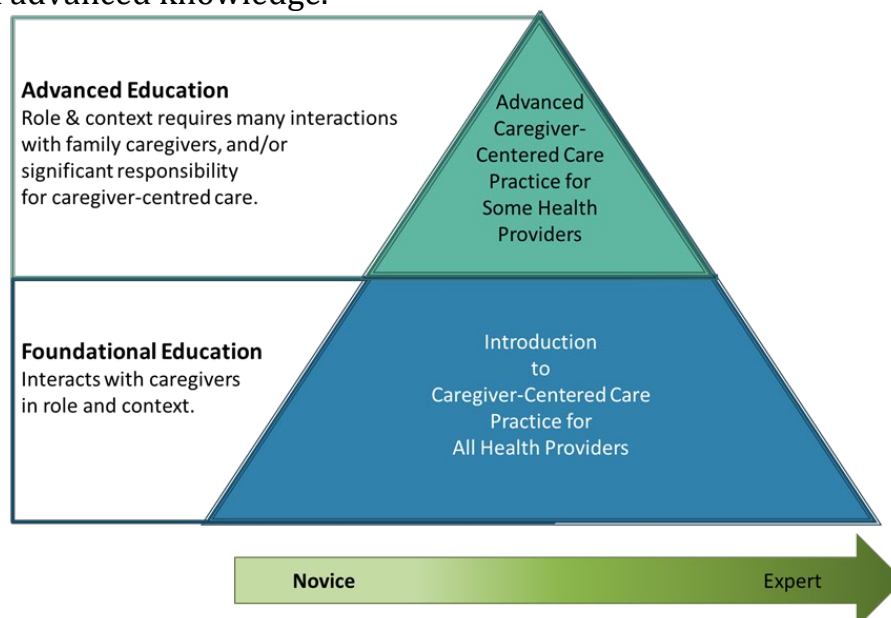 advanced knowledge.
Advanced Education
Role & context requires many interactions
with family caregivers, and/or
significant responsibility
for caregiver-centred care.
Advanced
Caregiver-
Centered Care
Practice for
Some Health
Providers
Foundational Education
Interacts with caregivers
in role and context.
Introduction
to
Caregiver-Centered Care
Practice for
All Health Providers
Novice
Expert